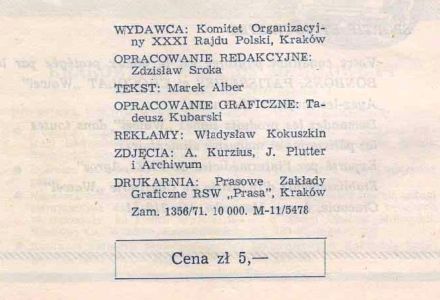 WYDAWCA: Komitet Organizacyj-
ny XXXI Rajdu Polski, Kraków
OPRACOWANIE REDAKCYJNE:
Zdzisław Sroka
TEKST: Marek Alber
OPRACOWANIE GRAFICZNE: Ta-
deusz Kubarski
REKLAMY: Władysław Kokuszkin
ZDJĘCIA: A. Kurzius, J. Plutter
i Archiwum
DRUKARNIA: Prasowe Zakłady
Graficzne RSW „Prasa", Kraków
Zam. 1356/71. 10 000. M-11/5478
Cena zł 5,—